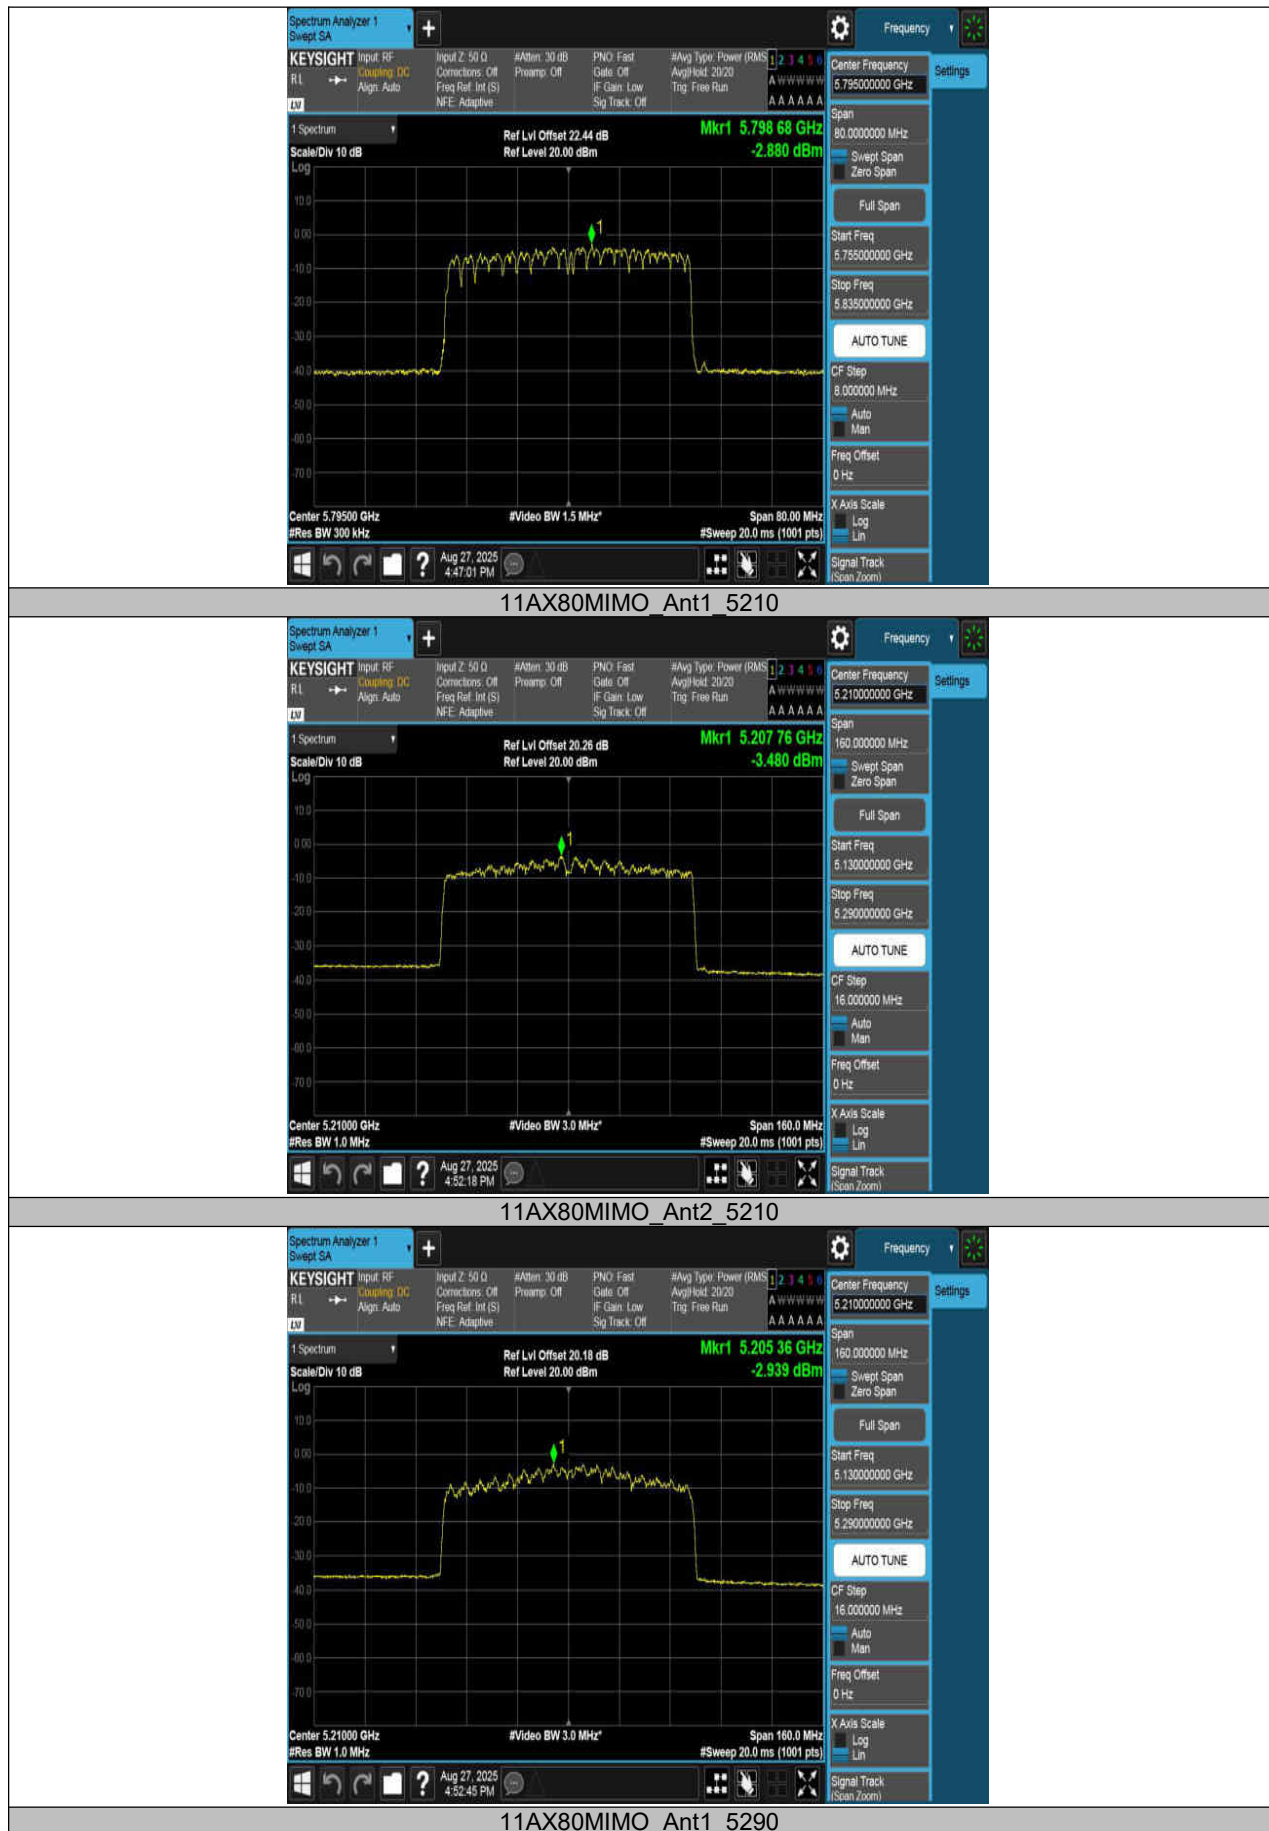 Spectrum Analyzer 1
Swept SA
+
Frequency
KEYSIGHT
RL
LXI
Input: RF
Coupling: DC
Align: Auto
Input Z: 50 Ω
Corrections: Off
Freq Ref: Int (S)
NFE: Adaptive
#Atten: 30 dB
Preamp: Off
PNO: Fast
Gate: Off
IF Gain: Low
Sig Track: Off
#Avg Type: Power (RMS
Avg|Hold: 20/20
Trig: Free Run
1 2 3 4 5 6
A W W W W W
A A A A A A
Center Frequency
5.795000000 GHz
Settings
Span
80.0000000 MHz
Swept Span
Zero Span
Full Span
Start Freq
5.755000000 GHz
Stop Freq
5.835000000 GHz
AUTO TUNE
CF Step
8.000000 MHz
Auto
Man
Freq Offset
0 Hz
X Axis Scale
Log
Lin
Signal Track
(Span Zoom)
1 Spectrum
Scale/Div 10 dB
Log
Ref Lvl Offset 22.44 dB
Ref Level 20.00 dBm
Mkr1 5.798 68 GHz
-2.880 dBm
10.0
0.00
-10.0
-20.0
-30.0
-40.0
-50.0
-60.0
-70.0
1
Center 5.79500 GHz
#Res BW 300 kHz
#Video BW 1.5 MHz*
Span 80.00 MHz
#Sweep 20.0 ms (1001 pts)
?
Aug 27, 2025
4:47:01 PM
11AX80MIMO_Ant1_5210
Spectrum Analyzer 1
Swept SA
+
Frequency
KEYSIGHT
RL
LXI
Input: RF
Coupling: DC
Align: Auto
Input Z: 50 Ω
Corrections: Off
Freq Ref: Int (S)
NFE: Adaptive
#Atten: 30 dB
Preamp: Off
PNO: Fast
Gate: Off
IF Gain: Low
Sig Track: Off
#Avg Type: Power (RMS
Avg|Hold: 20/20
Trig: Free Run
1 2 3 4 5 6
A W W W W W
A A A A A A
Center Frequency
5.210000000 GHz
Settings
Span
160.000000 MHz
Swept Span
Zero Span
Full Span
Start Freq
5.130000000 GHz
Stop Freq
5.290000000 GHz
AUTO TUNE
CF Step
16.000000 MHz
Auto
Man
Freq Offset
0 Hz
X Axis Scale
Log
Lin
Signal Track
(Span Zoom)
1 Spectrum
Scale/Div 10 dB
Log
Ref Lvl Offset 20.26 dB
Ref Level 20.00 dBm
Mkr1 5.207 76 GHz
-3.480 dBm
10.0
0.00
-10.0
-20.0
-30.0
-40.0
-50.0
-60.0
-70.0
1
Center 5.21000 GHz
#Res BW 1.0 MHz
#Video BW 3.0 MHz*
Span 160.0 MHz
#Sweep 20.0 ms (1001 pts)
?
Aug 27, 2025
4:52:18 PM
11AX80MIMO_Ant2_5210
Spectrum Analyzer 1
Swept SA
+
Frequency
KEYSIGHT
RL
LXI
Input: RF
Coupling: DC
Align: Auto
Input Z: 50 Ω
Corrections: Off
Freq Ref: Int (S)
NFE: Adaptive
#Atten: 30 dB
Preamp: Off
PNO: Fast
Gate: Off
IF Gain: Low
Sig Track: Off
#Avg Type: Power (RMS
Avg|Hold: 20/20
Trig: Free Run
1 2 3 4 5 6
A W W W W W
A A A A A A
Center Frequency
5.210000000 GHz
Settings
Span
160.000000 MHz
Swept Span
Zero Span
Full Span
Start Freq
5.130000000 GHz
Stop Freq
5.290000000 GHz
AUTO TUNE
CF Step
16.000000 MHz
Auto
Man
Freq Offset
0 Hz
X Axis Scale
Log
Lin
Signal Track
(Span Zoom)
1 Spectrum
Scale/Div 10 dB
Log
Ref Lvl Offset 20.18 dB
Ref Level 20.00 dBm
Mkr1 5.205 36 GHz
-2.939 dBm
10.0
0.00
-10.0
-20.0
-30.0
-40.0
-50.0
-60.0
-70.0
1
Center 5.21000 GHz
#Res BW 1.0 MHz
#Video BW 3.0 MHz*
Span 160.0 MHz
#Sweep 20.0 ms (1001 pts)
?
Aug 27, 2025
4:52:45 PM
11AX80MIMO_Ant1_5290